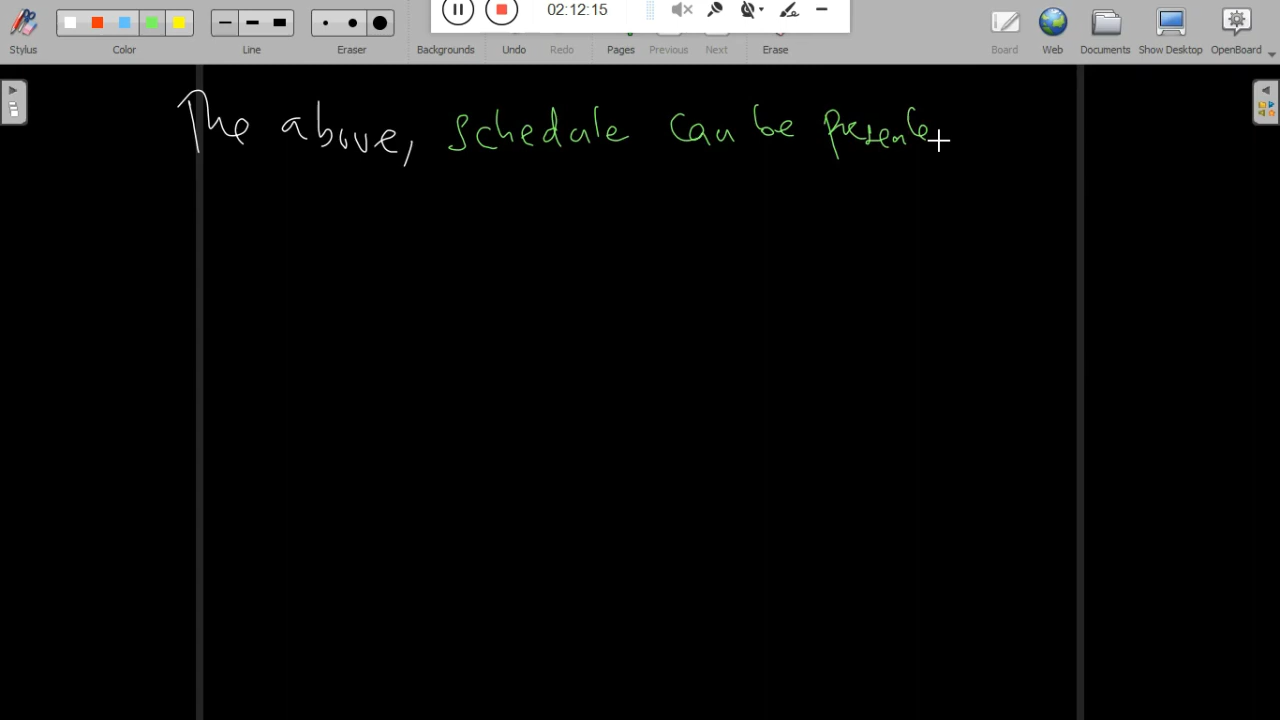 02:12:15
Stylus Color Line Eraser Backgrounds Undo Redo Pages Previous Next Erase Board Web Documents Show Desktop OpenBoard
The above, schedule can be presente